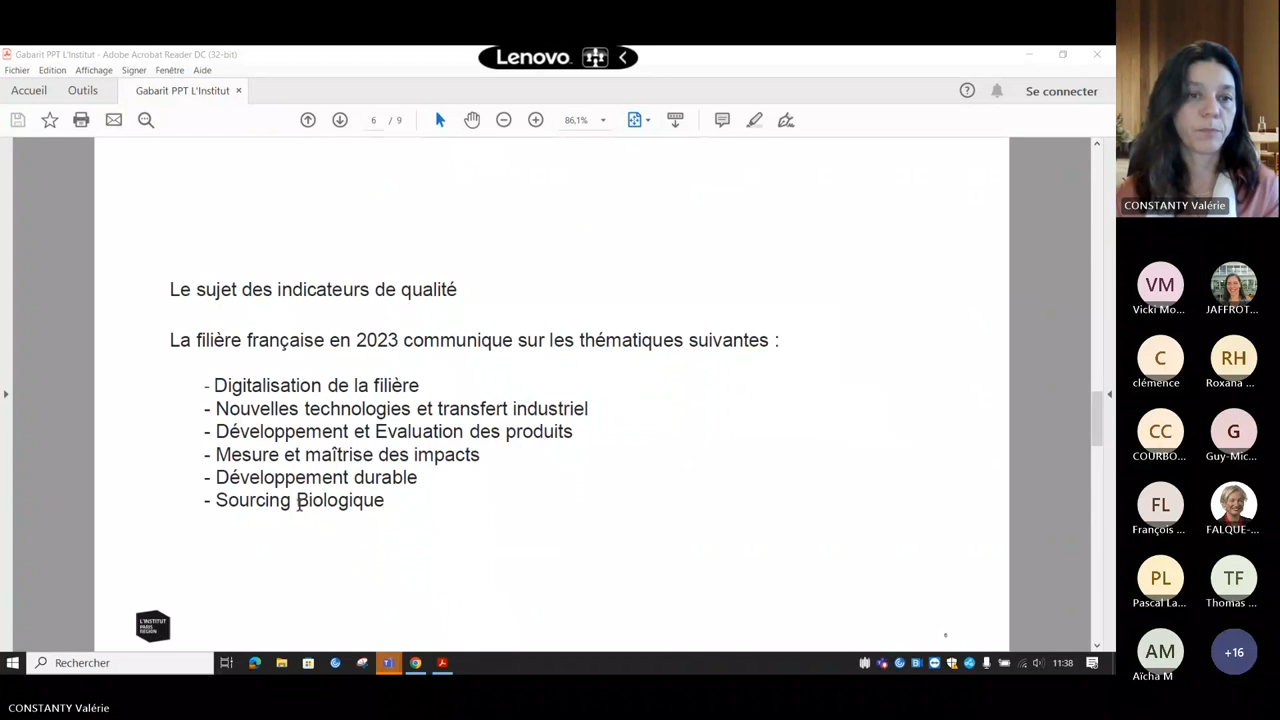 Gabarit PPT L'Institut - Adobe Acrobat Reader DC (32-bit)
Lenovo
Fichier Edition Affichage Signer Fenêtre Aide
Accueil Outils Gabarit PPT L'Institut × Se connecter
6 / 9 86,1%
Le sujet des indicateurs de qualité
La filière française en 2023 communique sur les thématiques suivantes :
- Digitalisation de la filière
- Nouvelles technologies et transfert industriel
- Développement et Evaluation des produits
- Mesure et maîtrise des impacts
- Développement durable
- Sourcing Biologique
L'INSTITUT
PARIS
REGION
6
Rechercher
11:38
CONSTANTY Valérie
CONSTANTY Valérie
VM
Vicki Mo... JAFFROT...
C RH
clémence Roxana ...
CC G
COURBO... Guy-Mic...
FL
François ... FALQUE-...
PL TF
Pascal La... Thomas ...
AM +16
Aïcha M